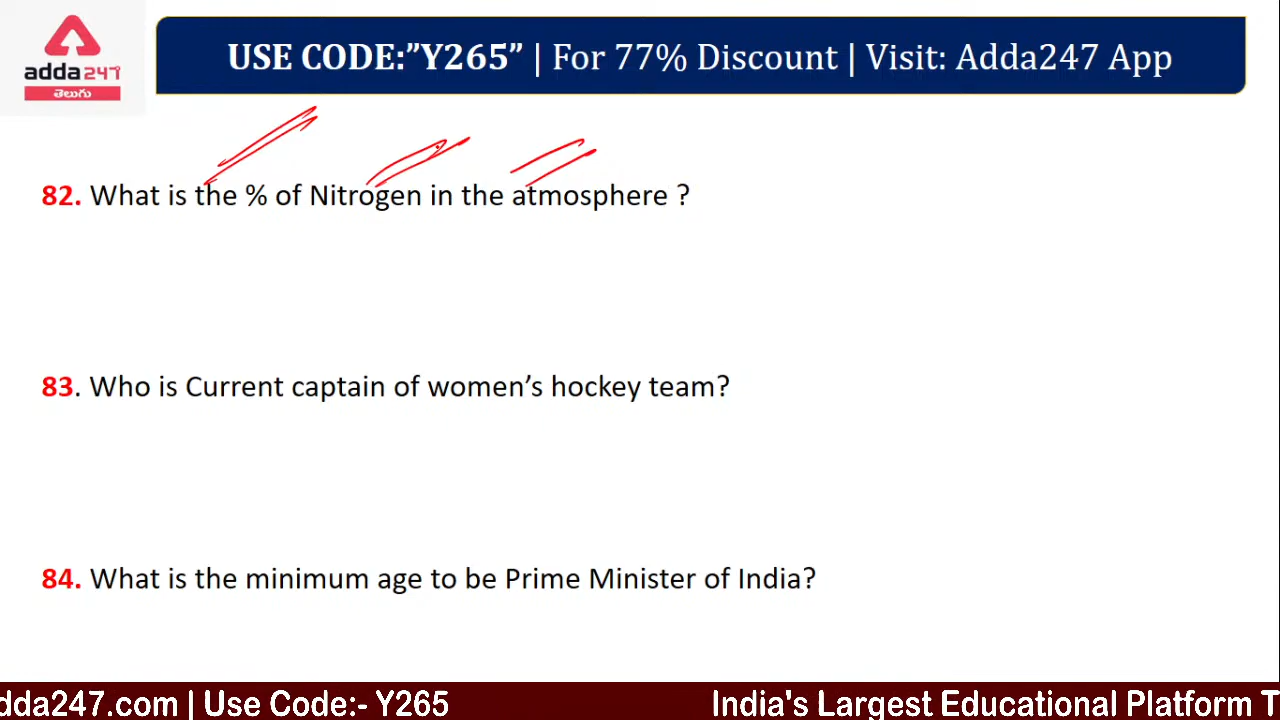 adda247
తెలుగు
USE CODE:”Y265” | For 77% Discount | Visit: Adda247 App
82. What is the % of Nitrogen in the atmosphere ?
83. Who is Current captain of women’s hockey team?
84. What is the minimum age to be Prime Minister of India?
dda247.com | Use Code:- Y265 India's Largest Educational Platform T